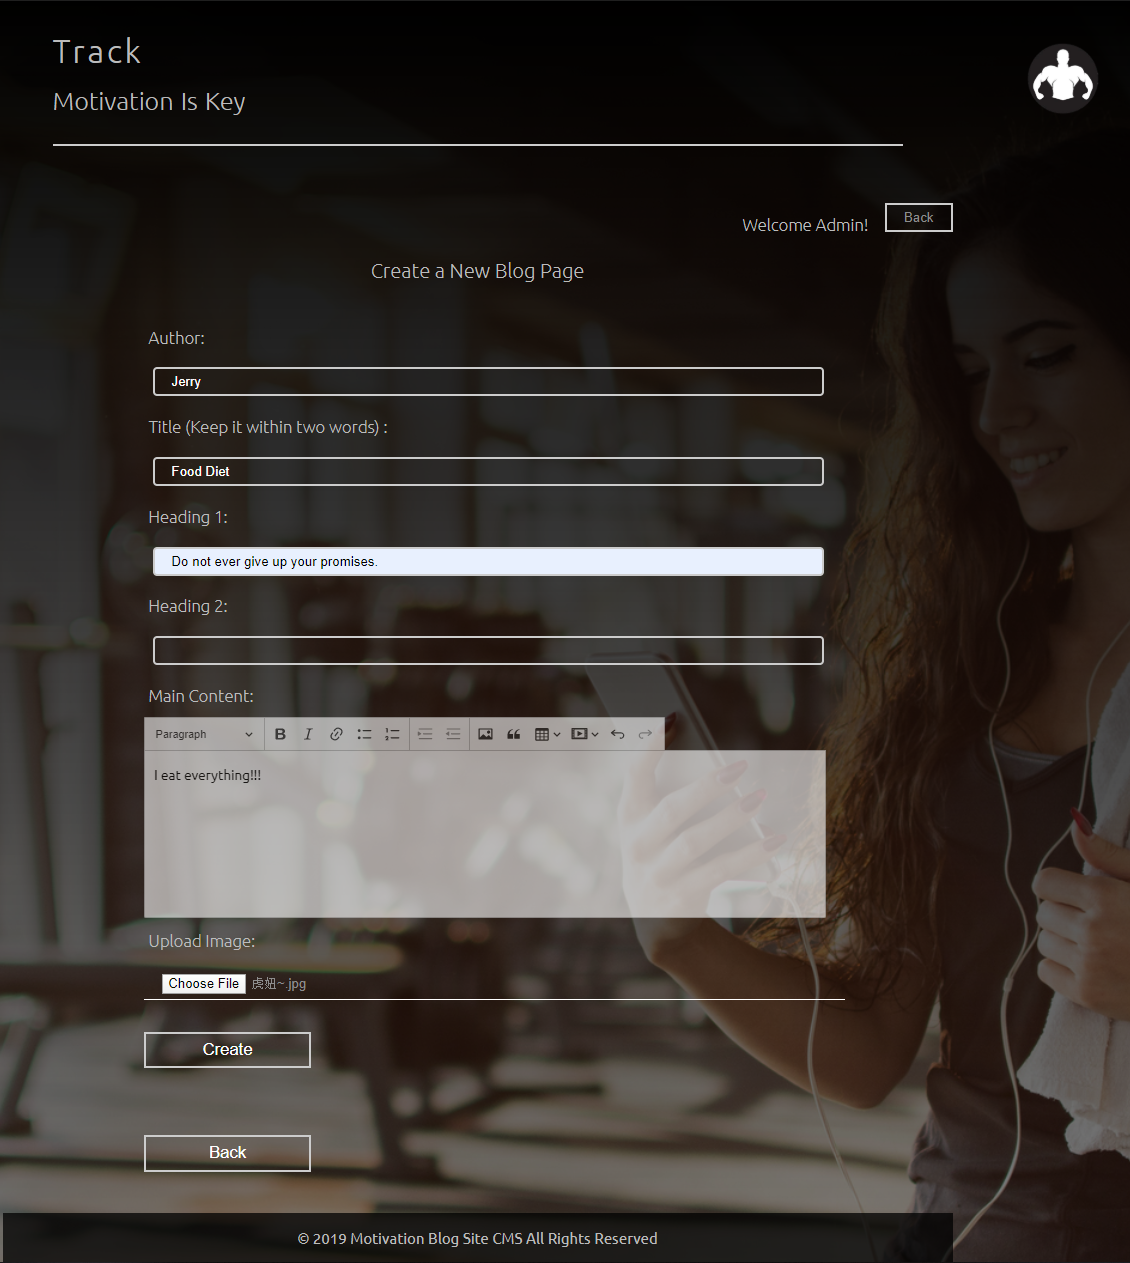 Track
Motivation Is Key
Welcome Admin!
Back
Create a New Blog Page
Author:
Jerry
Title (Keep it within two words) :
Food Diet
Heading 1:
Do not ever give up your promises.
Heading 2:
Main Content:
Paragraph
I eat everything!!!
Upload Image:
Choose File 虎妞~.jpg
Create
Back
© 2019 Motivation Blog Site CMS All Rights Reserved